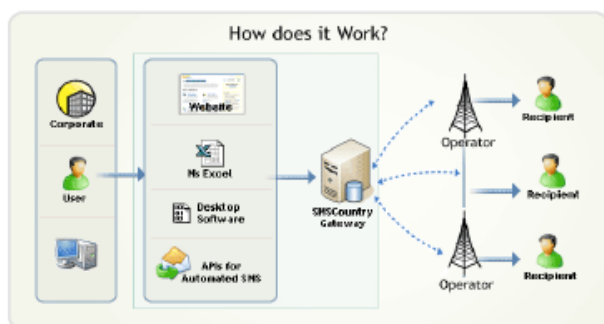 How does it Work?
Corporate
User
Website
Ms Excel
Desktop
Software
APIs for
Automated SMS
SMSCountry
Gateway
Operator
Operator
Recipient
Recipient
Recipient